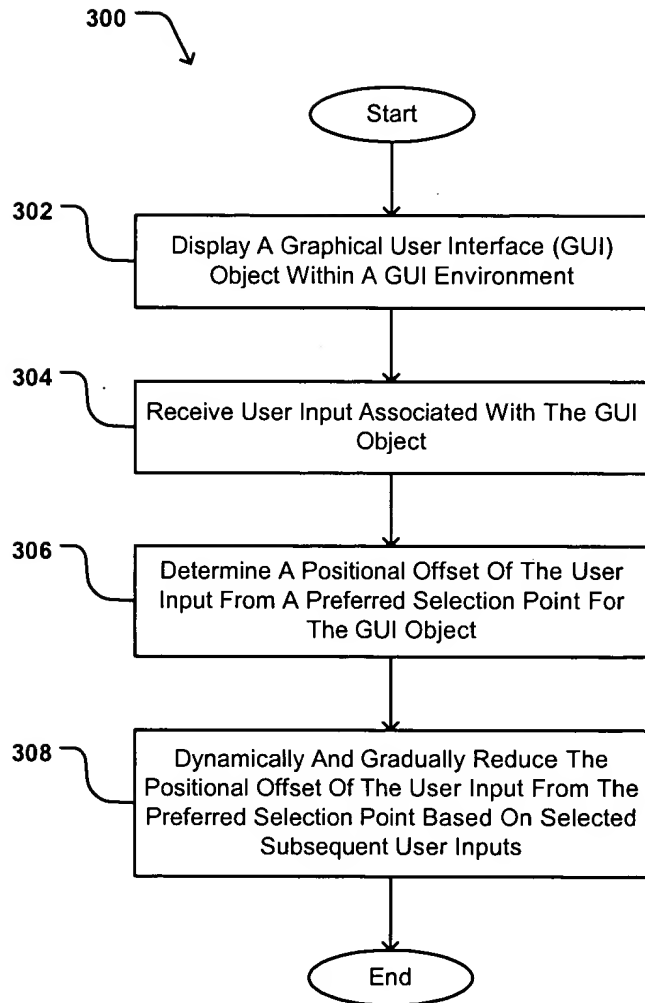 300
Start
302
Display A Graphical User Interface (GUI)
Object Within A GUI Environment
304
Receive User Input Associated With The GUI
Object
306
Determine A Positional Offset Of The User
Input From A Preferred Selection Point For
The GUI Object
308
Dynamically And Gradually Reduce The
Positional Offset Of The User Input From The
Preferred Selection Point Based On Selected
Subsequent User Inputs
End